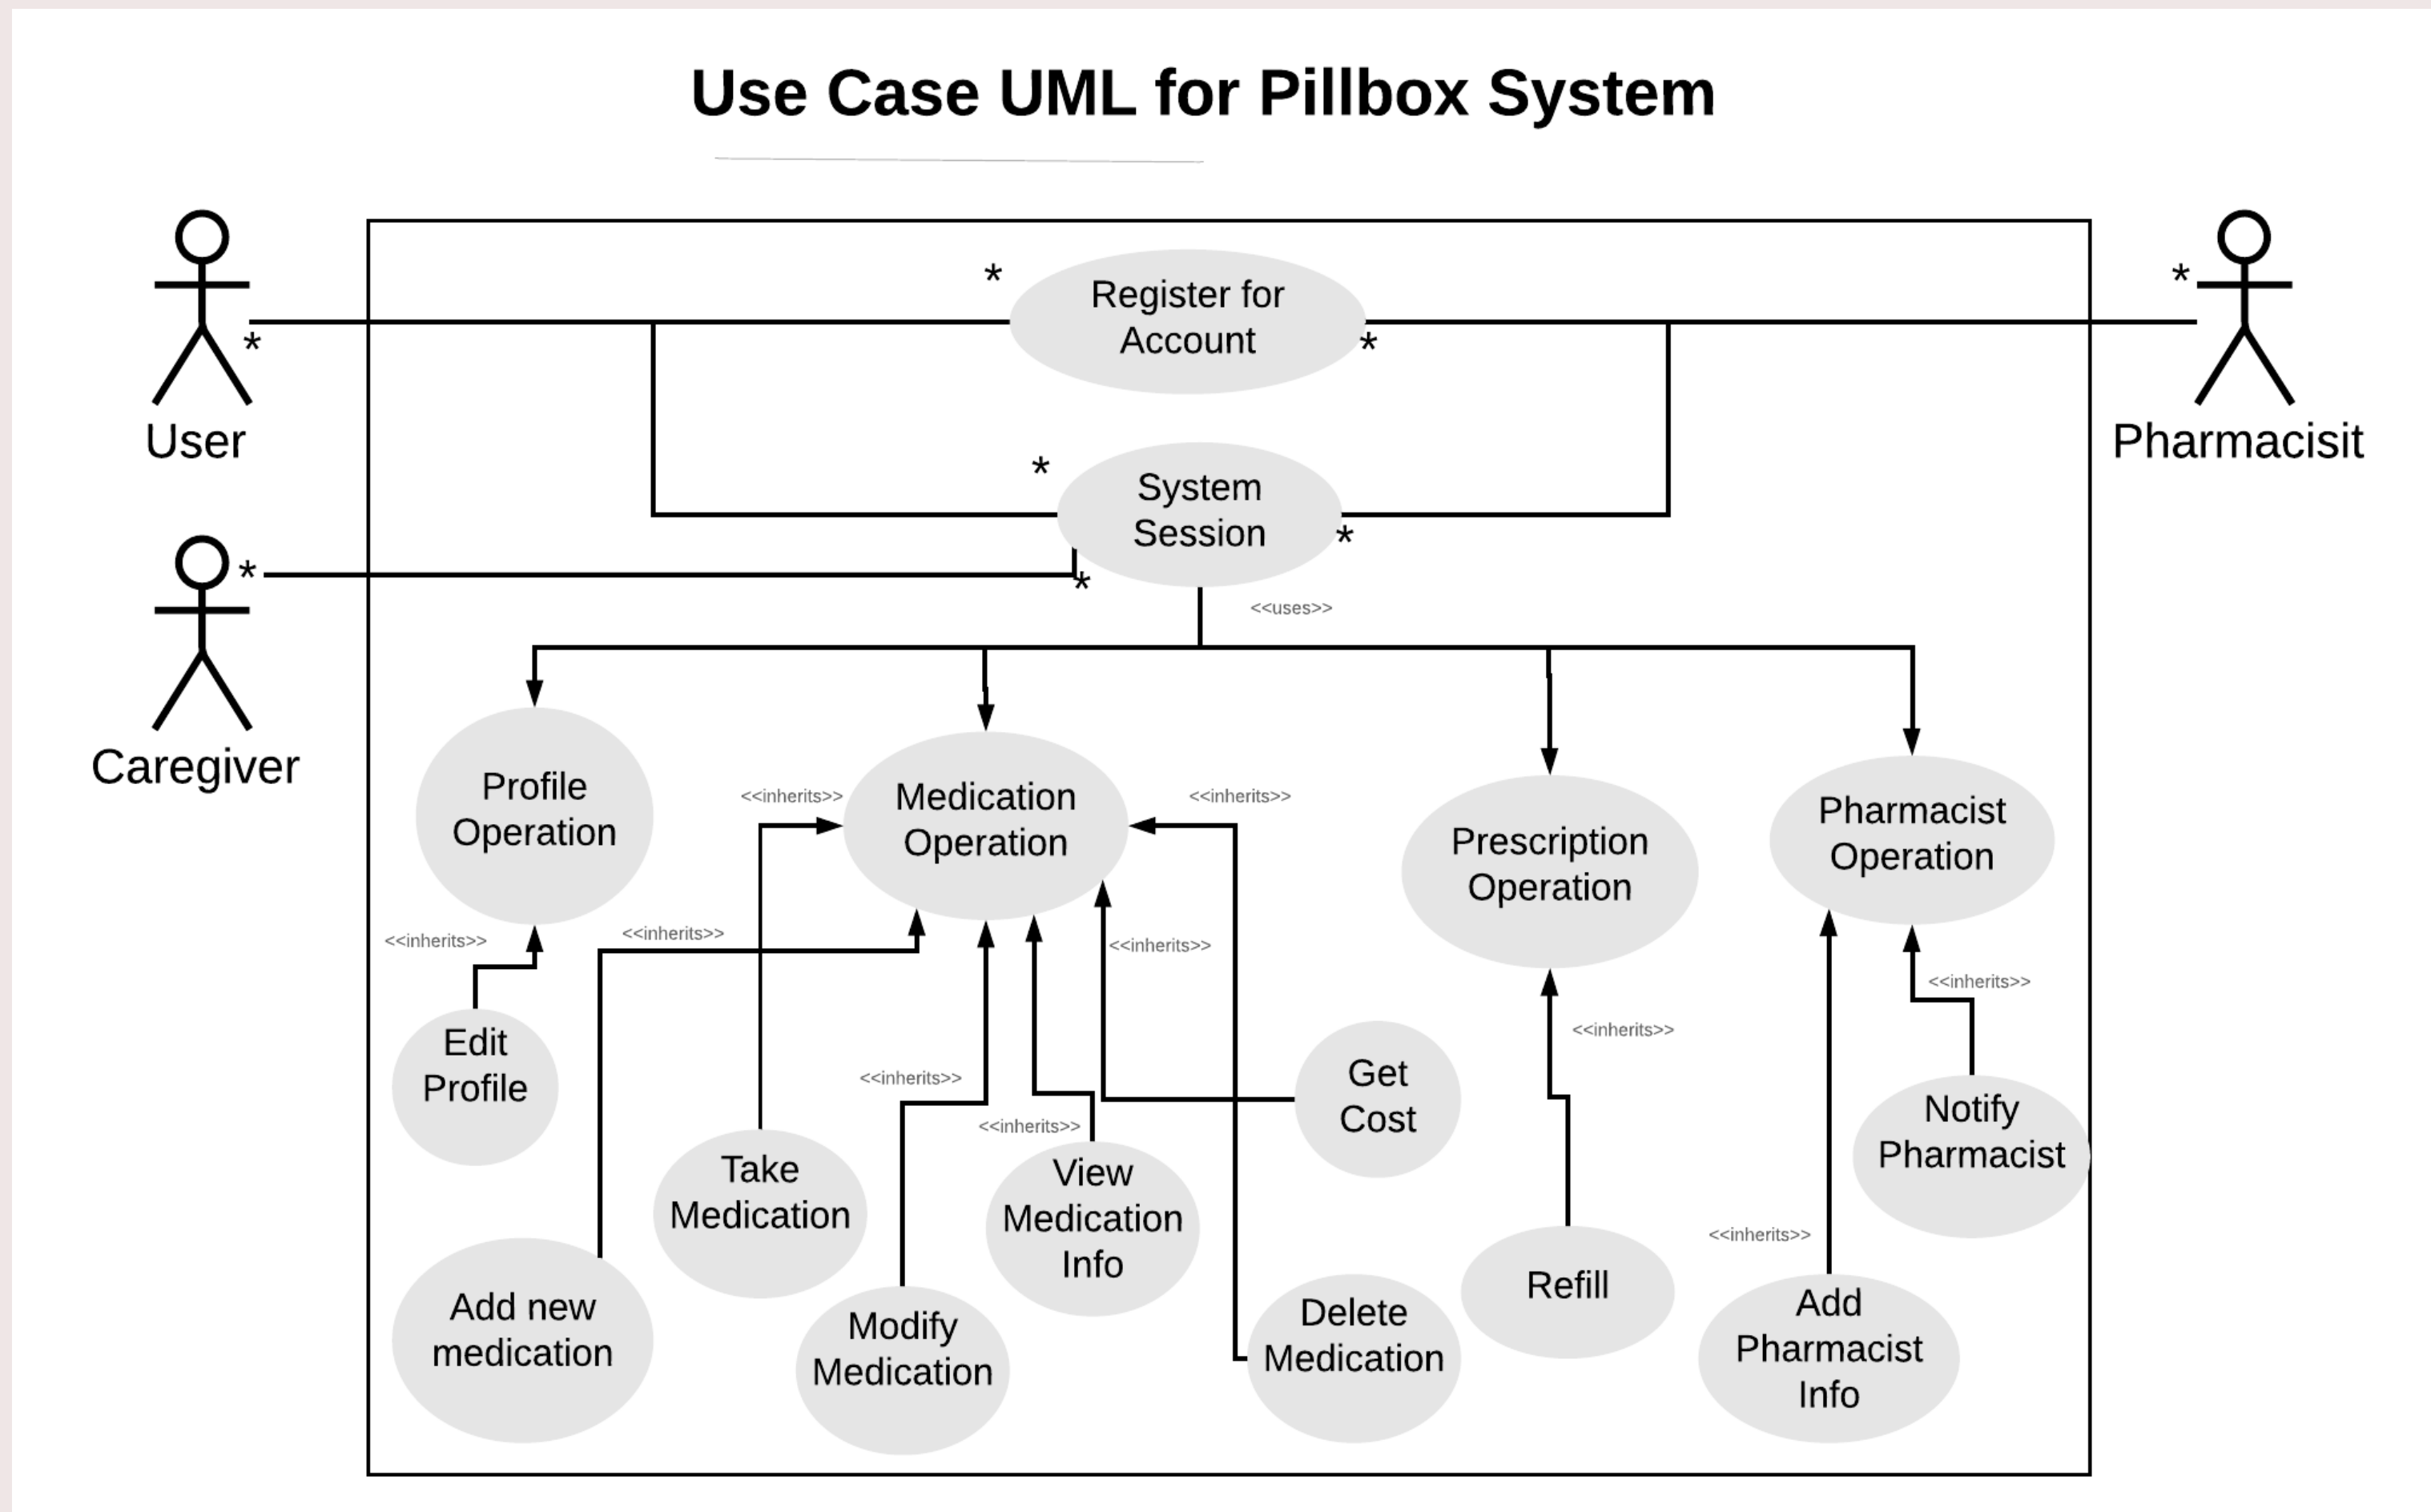 Use Case UML for Pillbox System
*
*
Register for
Account
*
*
User
Pharmacisit
*
System
Session
*
*
*
<<uses>>
Caregiver
Profile
Operation
<<inherits>>
Medication
Operation
<<inherits>>
Prescription
Operation
Pharmacist
Operation
<<inherits>>
<<inherits>>
<<inherits>>
<<inherits>>
<<inherits>>
Edit
Profile
<<inherits>>
<<inherits>>
Get
Cost
Notify
Pharmacist
Take
Medication
View
Medication
Info
<<inherits>>
Add new
medication
Modify
Medication
Delete
Medication
Refill
Add
Pharmacist
Info